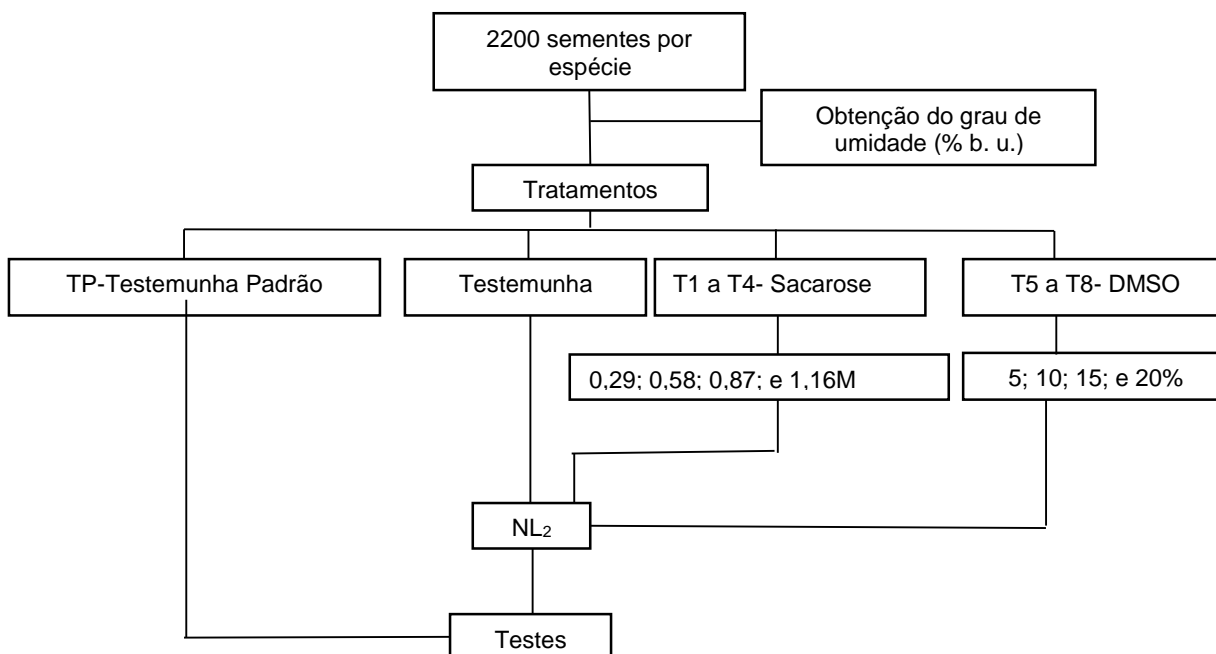 2200 sementes por
espécie
Obtenção do grau de
umidade (% b. u.)
Tratamentos
TP-Testemunha Padrão
Testemunha
T1 a T4- Sacarose
T5 a T8- DMSO
0,29; 0,58; 0,87; e 1,16M
5; 10; 15; e 20%
NL₂
Testes